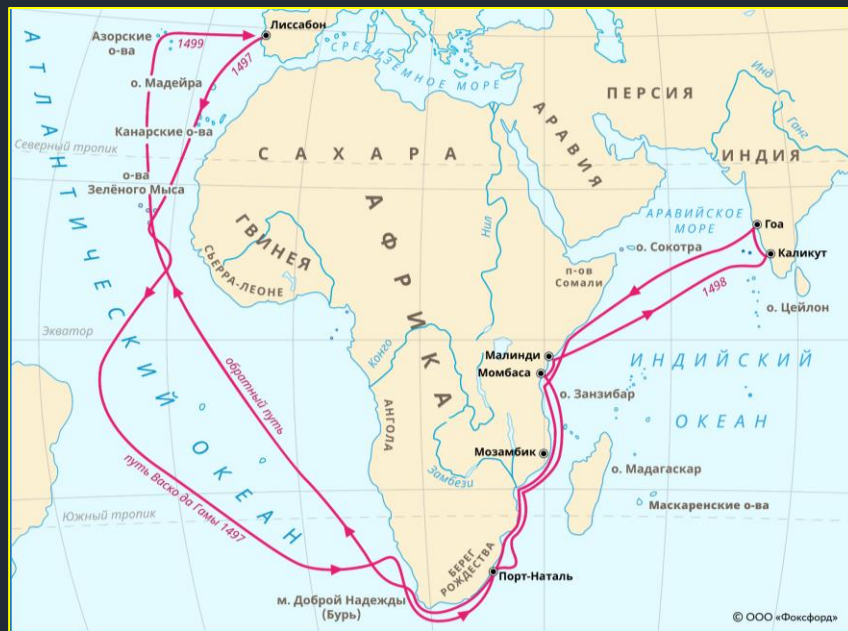 Лиссабон
Азорские
о-ва
1499
1497
СРЕДИЗЕМНОЕ МОРЕ
о. Мадейра
Канарские о-ва
Северный тропик
о-ва
Зелёного Мыса
АТЛАНТИЧЕСКИЙ ОКЕАН
САХАРА
АФРИКА
ГВИНЕЯ
СЬЕРРА-ЛЕОНЕ
Нил
АРАВИЯ
ПЕРСИЯ
Инд
Ганг
ИНДИЯ
АРАВИЙСКОЕ
МОРЕ
Гоа
о. Сокотра
Каликут
п-ов
Сомали
1498
о. Цейлон
Экватор
Конго
Малинди
Момбаса
ИНДИЙСКИЙ
ОКЕАН
о. Занзибар
обратный путь
АНГОЛА
Мозамбик
Замбези
о. Мадагаскар
Маскаренские о-ва
путь Васко да Гамы 1497
Южный тропик
БЕРЕГ
РОЖДЕСТВА
Порт-Наталь
м. Доброй Надежды
(Бурь)
© ООО «Фоксфорд»